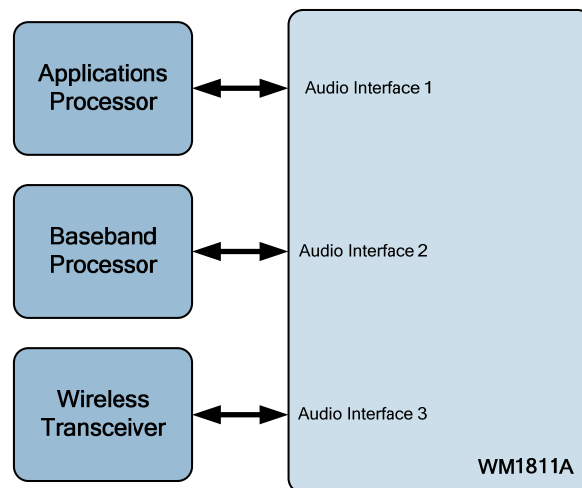 Applications
Processor
Audio Interface 1
Baseband
Processor
Audio Interface 2
Wireless
Transceiver
Audio Interface 3
WM1811A